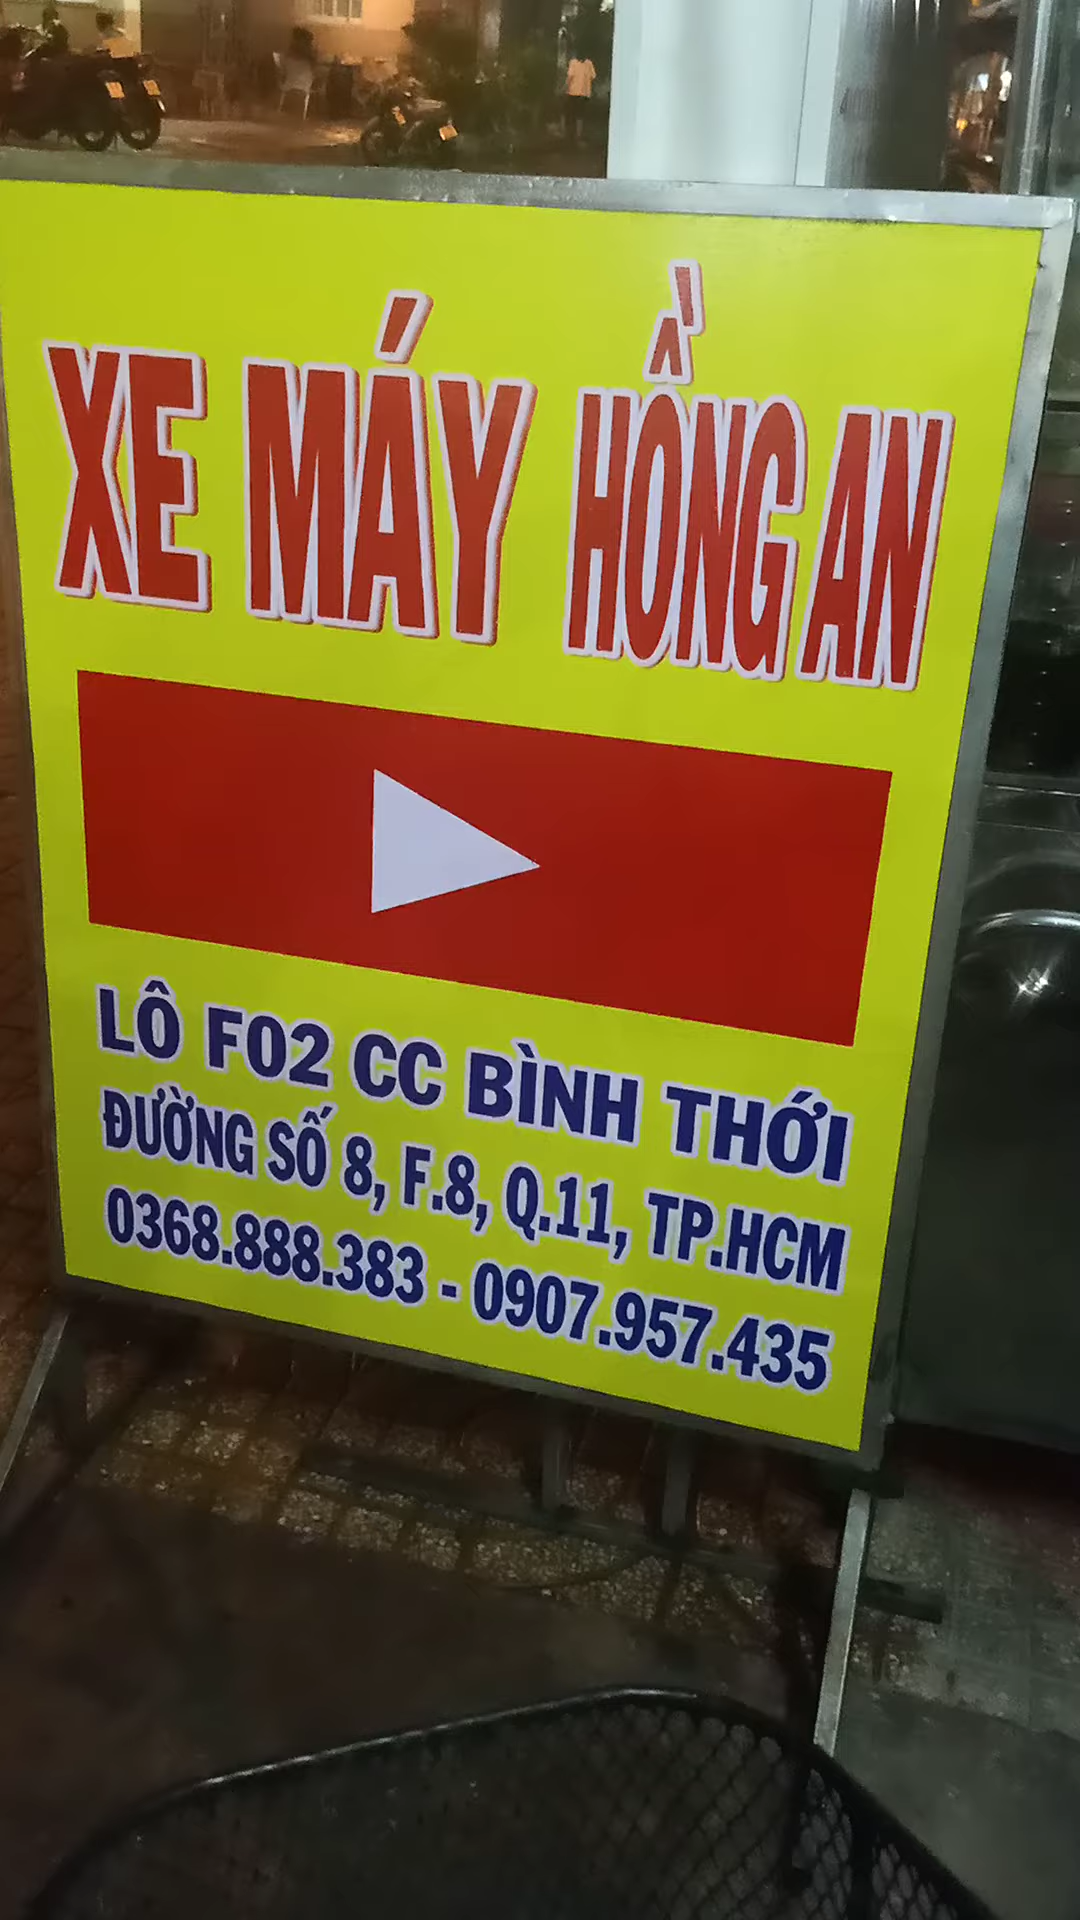 XE MÁY HỒNG AN
LÔ F02 CC BÌNH THỚI
ĐƯỜNG SỐ 8, F.8, Q.11, TP.HCM
0368.888.383 - 0907.957.435